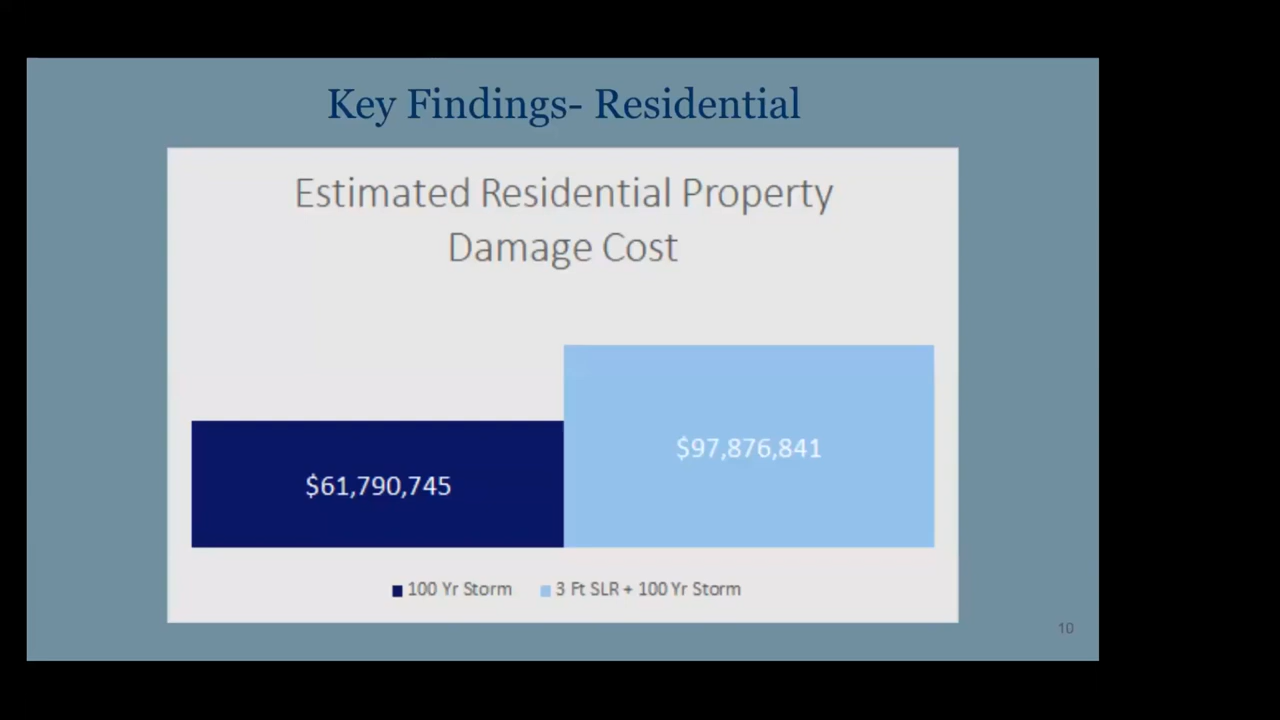 Key Findings- Residential
Estimated Residential Property
Damage Cost
$97,876,841
$61,790,745
100 Yr Storm
3 Ft SLR + 100 Yr Storm
10